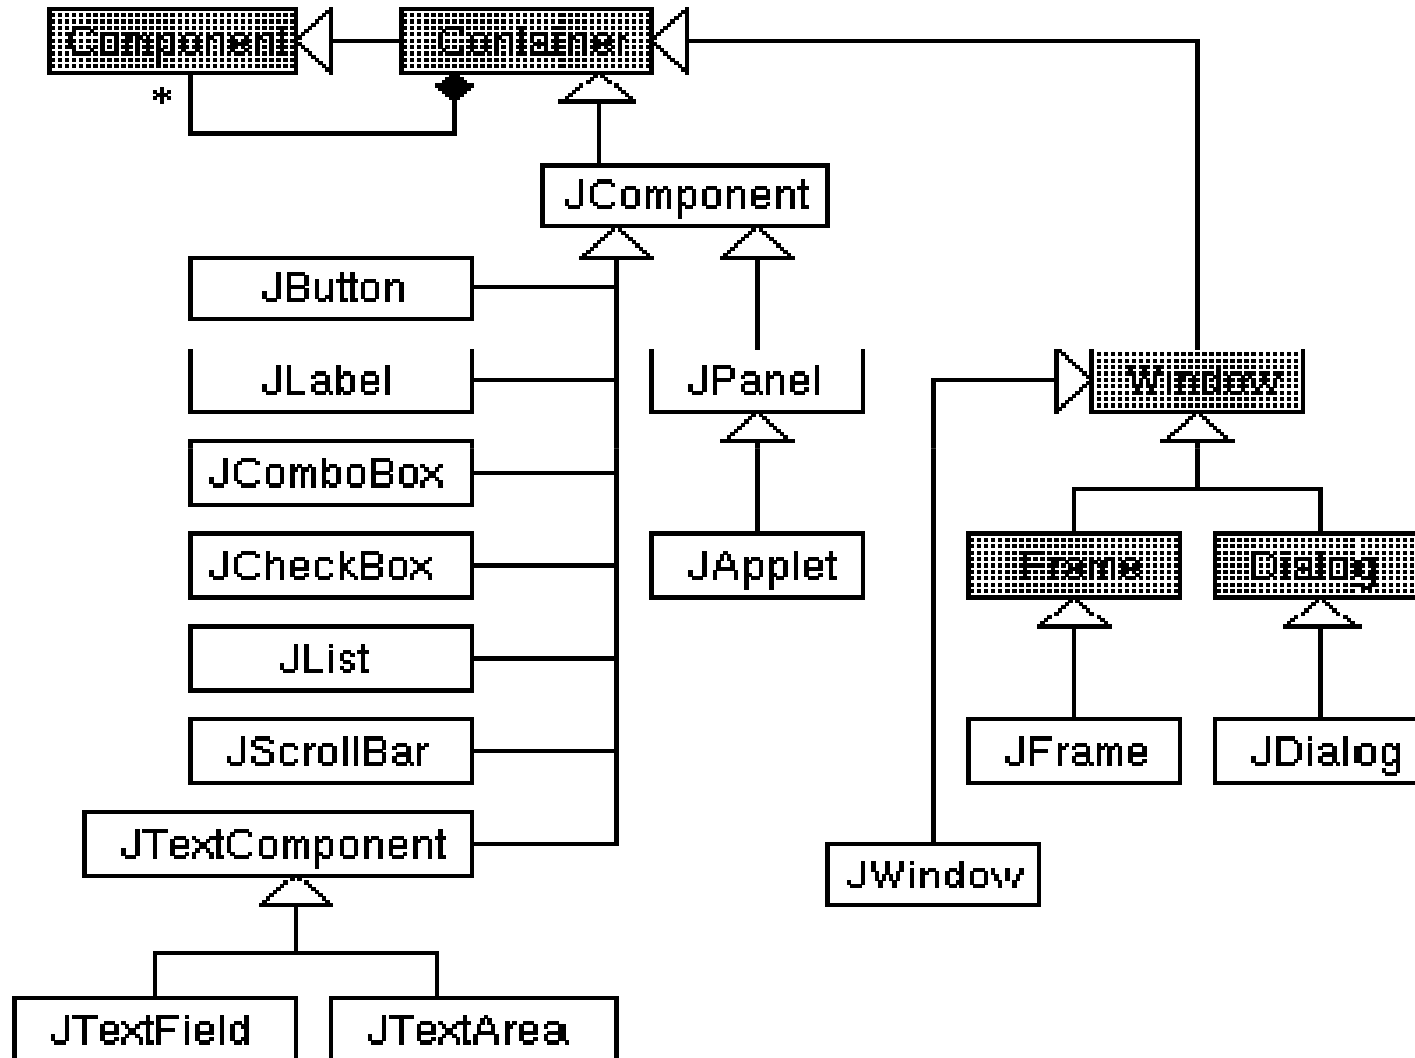 Component
Container
*
JComponent
JButton
JLabel
JPanel
Window
JComboBox
JCheckBox
JApplet
Frame
Dialog
JList
JScrollBar
JFrame
JDialog
JTextComponent
JWindow
JTextField
JTextArea